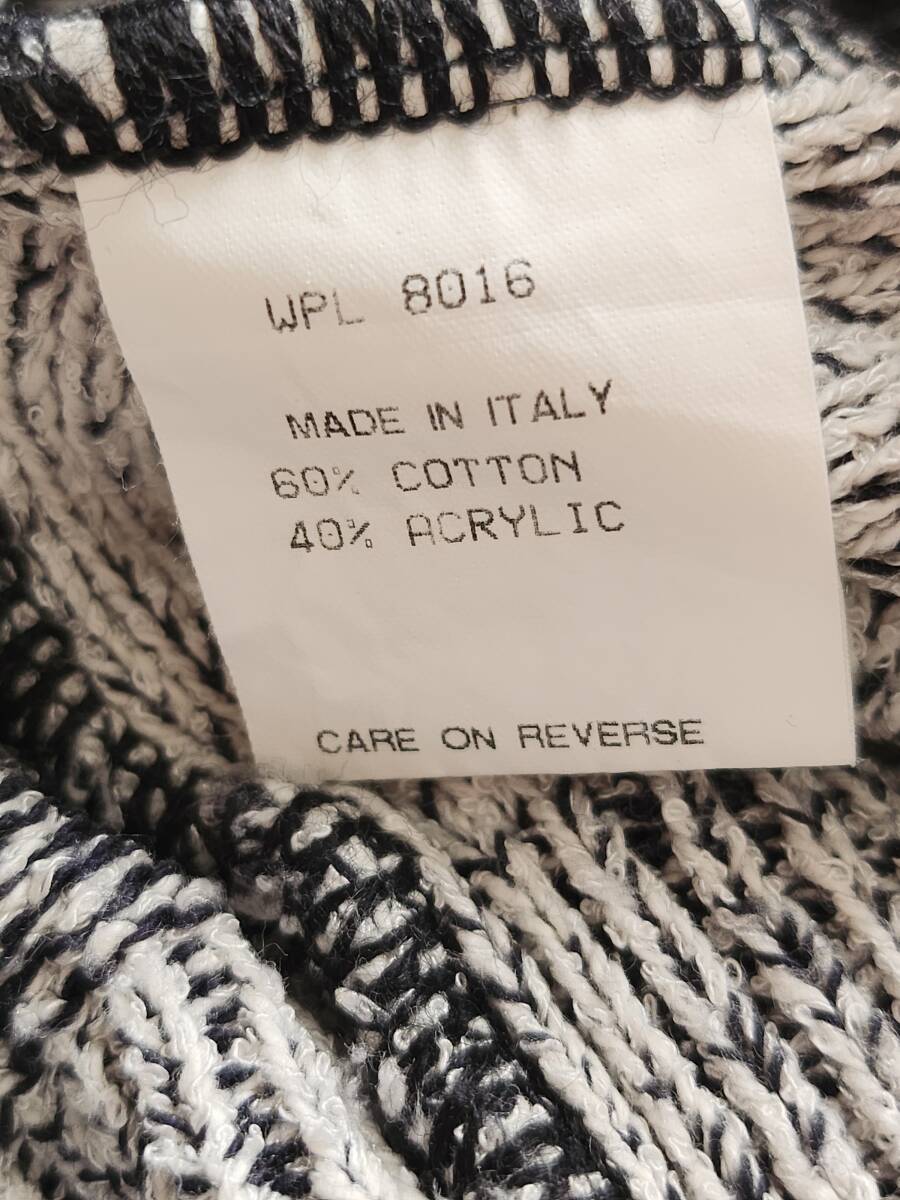 WPL 8016
MADE IN ITALY
60% COTTON
40% ACRYLIC
CARE ON REVERSE